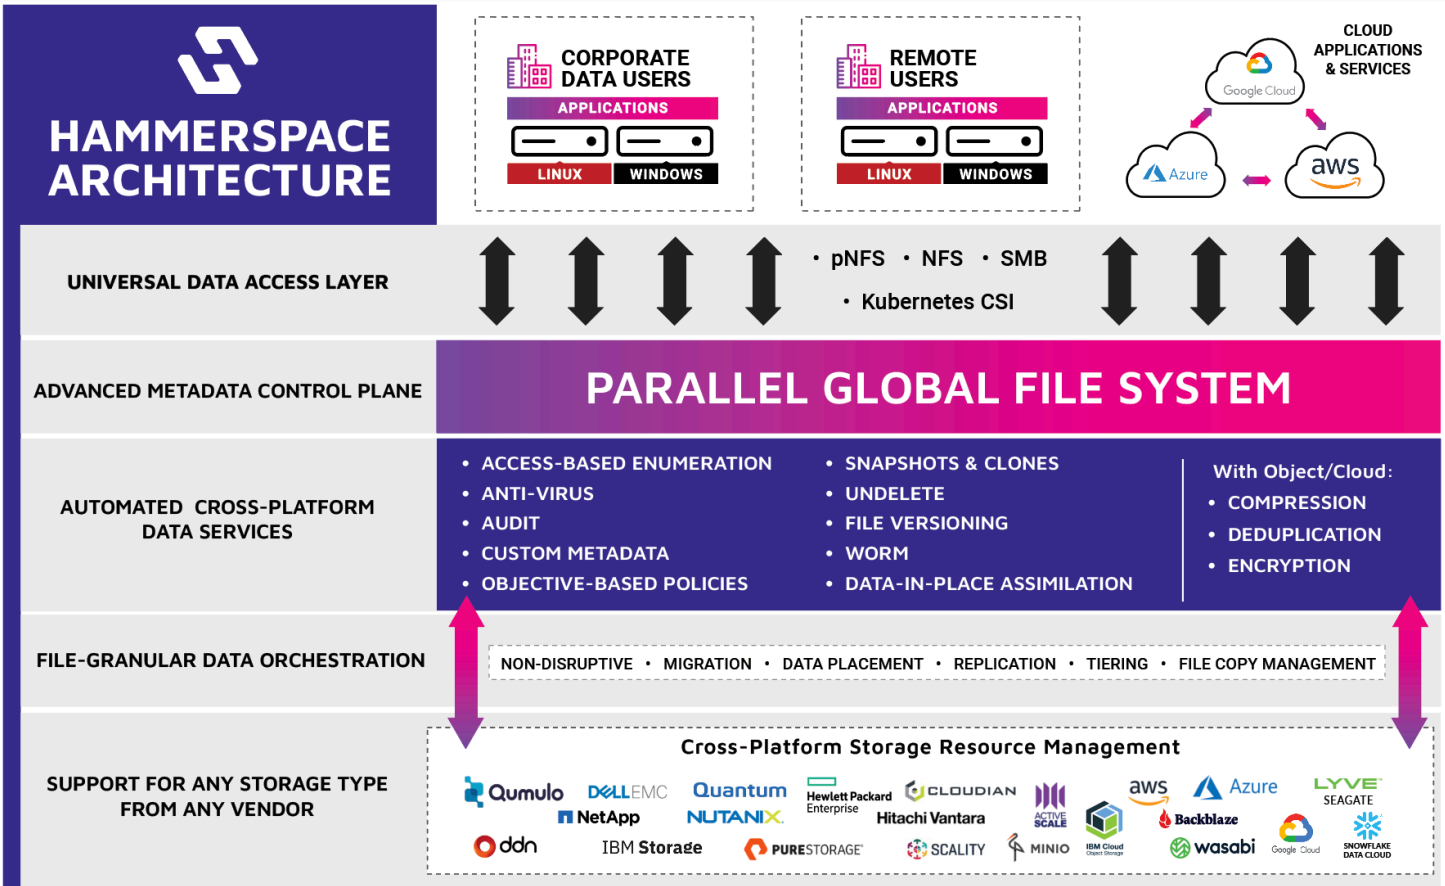 HAMMERSPACE
ARCHITECTURE
CORPORATE
DATA USERS
APPLICATIONS
LINUX
WINDOWS
REMOTE
USERS
APPLICATIONS
LINUX
WINDOWS
CLOUD
APPLICATIONS
& SERVICES
Google Cloud
Azure
aws
UNIVERSAL DATA ACCESS LAYER
• pNFS • NFS • SMB
• Kubernetes CSI
ADVANCED METADATA CONTROL PLANE
PARALLEL GLOBAL FILE SYSTEM
AUTOMATED CROSS-PLATFORM
DATA SERVICES
• ACCESS-BASED ENUMERATION
• ANTI-VIRUS
• AUDIT
• CUSTOM METADATA
• OBJECTIVE-BASED POLICIES
• SNAPSHOTS & CLONES
• UNDELETE
• FILE VERSIONING
• WORM
• DATA-IN-PLACE ASSIMILATION
With Object/Cloud:
• COMPRESSION
• DEDUPLICATION
• ENCRYPTION
FILE-GRANULAR DATA ORCHESTRATION
NON-DISRUPTIVE • MIGRATION • DATA PLACEMENT • REPLICATION • TIERING • FILE COPY MANAGEMENT
SUPPORT FOR ANY STORAGE TYPE
FROM ANY VENDOR
Cross-Platform Storage Resource Management
Qumulo
DELLEMC
Quantum
Hewlett Packard
Enterprise
CLOUDIAN
ACTIVE
SCALE
aws
Azure
LYVE™
SEAGATE
NetApp
NUTANIX
Hitachi Vantara
IBM Cloud
Object Storage
Backblaze
ddn
IBM Storage
PURESTORAGE®
SCALITY
MINIO
wasabi
Google Cloud
SNOWFLAKE
DATA CLOUD